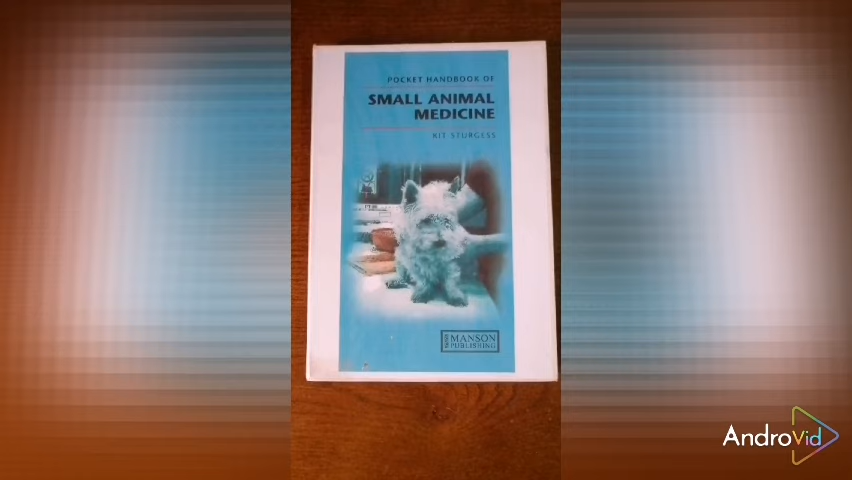 POCKET HANDBOOK OF
SMALL ANIMAL
MEDICINE
KIT STURGESS
MANSON
PUBLISHING
AndroVid